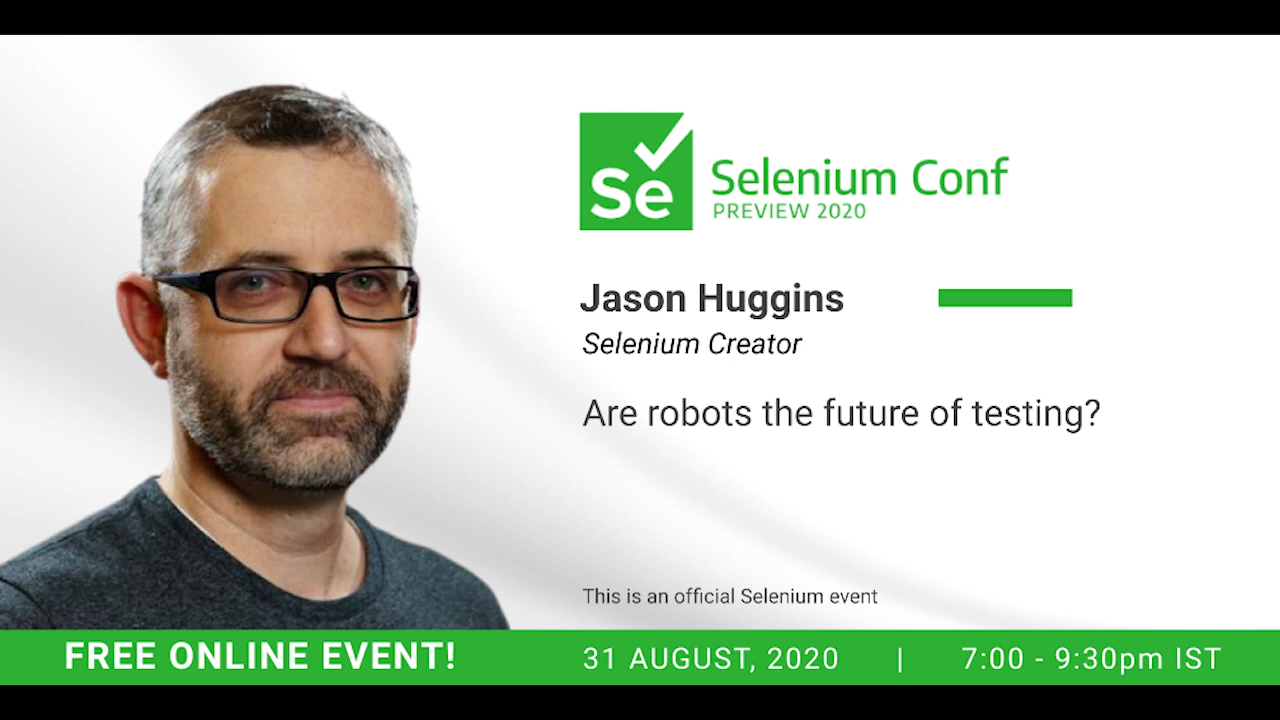 Se
Selenium Conf
PREVIEW 2020
Jason Huggins
Selenium Creator
Are robots the future of testing?
This is an official Selenium event
FREE ONLINE EVENT!
31 AUGUST, 2020 | 7:00 - 9:30pm IST